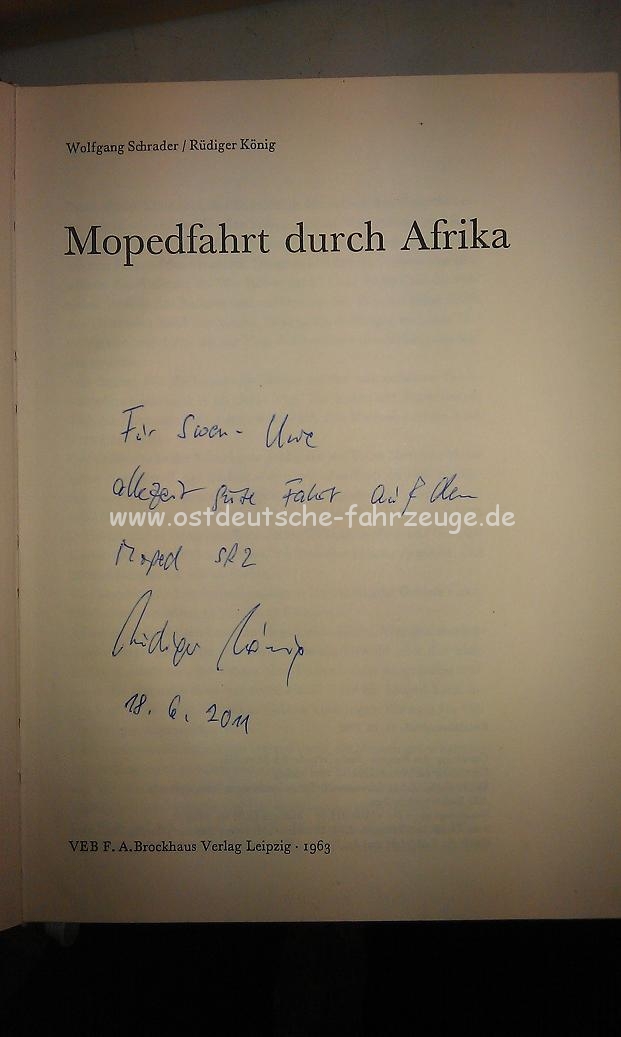 Wolfgang Schrader / Rüdiger König
Mopedfahrt durch Afrika
Für Swen-Uwe
allezeit gute Fahrt auf dem
www.ostdeutsche-fahrzeuge.de
Moped SR2
Rüdiger König
18. 6. 2011
VEB F. A. Brockhaus Verlag Leipzig · 1963